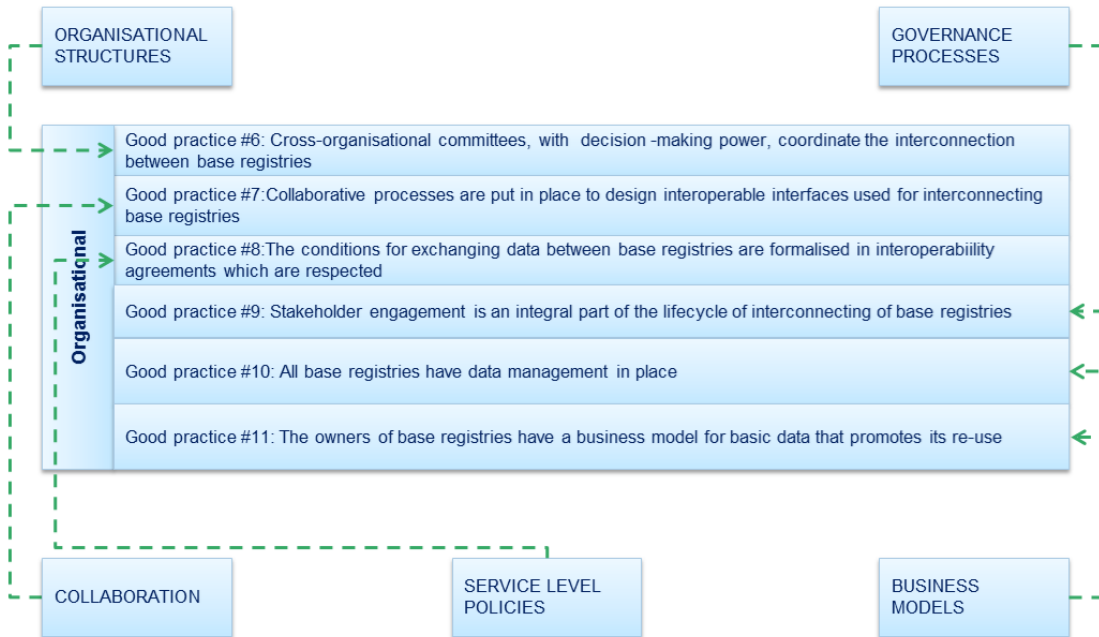 ORGANISATIONAL
STRUCTURES
GOVERNANCE
PROCESSES
Organisational
Good practice #6: Cross-organisational committees, with decision -making power, coordinate the interconnection
between base registries
Good practice #7:Collaborative processes are put in place to design interoperable interfaces used for interconnecting
base registries
Good practice #8:The conditions for exchanging data between base registries are formalised in interoperabiility
agreements which are respected
Good practice #9: Stakeholder engagement is an integral part of the lifecycle of interconnecting of base registries
Good practice #10: All base registries have data management in place
Good practice #11: The owners of base registries have a business model for basic data that promotes its re-use
COLLABORATION
SERVICE LEVEL
POLICIES
BUSINESS
MODELS